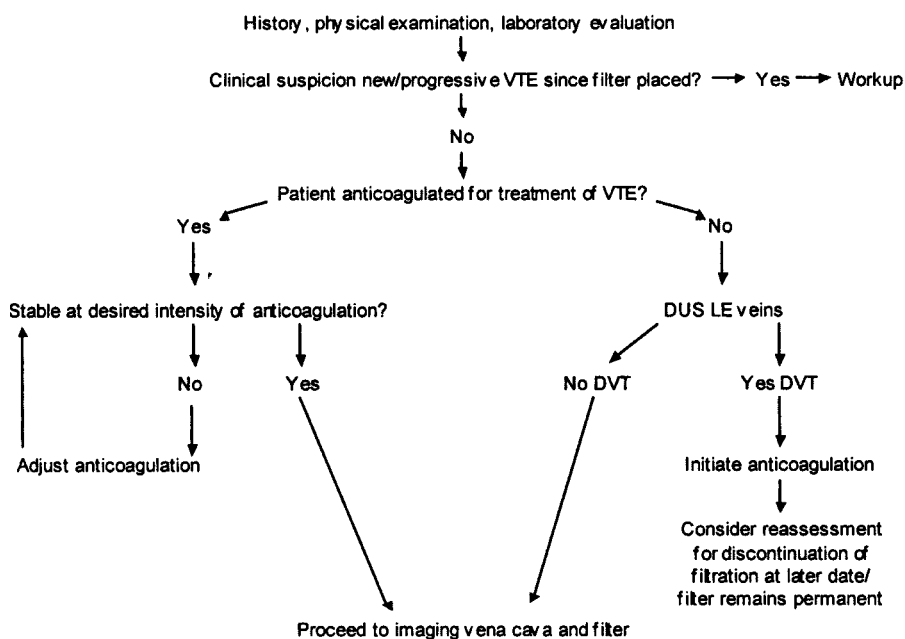 History, physical examination, laboratory evaluation
Clinical suspicion new/progressive VTE since filter placed? Yes Workup
No
Patient anticoagulated for treatment of VTE?
Yes
No
Stable at desired intensity of anticoagulation?
DUS LE veins
No
Yes
No DVT
Yes DVT
Adjust anticoagulation
Initiate anticoagulation
Consider reassessment
for discontinuation of
filtration at later date/
filter remains permanent
Proceed to imaging vena cava and filter